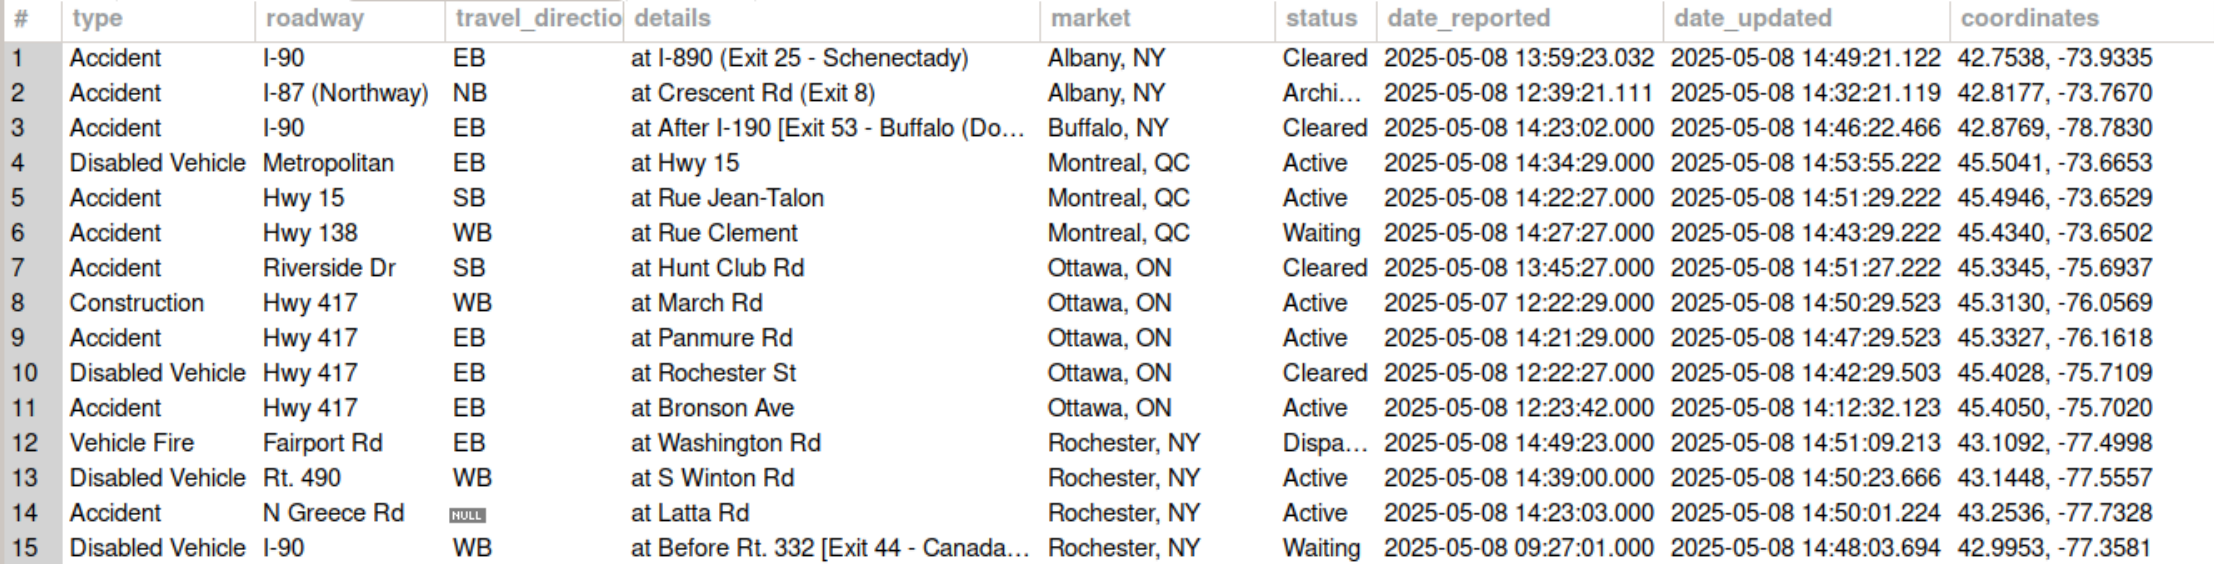 # type roadway travel_directio details market status date_reported date_updated coordinates
1 Accident I-90 EB at I-890 (Exit 25 - Schenectady) Albany, NY Cleared 2025-05-08 13:59:23.032 2025-05-08 14:49:21.122 42.7538, -73.9335
2 Accident I-87 (Northway) NB at Crescent Rd (Exit 8) Albany, NY Archi... 2025-05-08 12:39:21.111 2025-05-08 14:32:21.119 42.8177, -73.7670
3 Accident I-90 EB at After I-190 [Exit 53 - Buffalo (Do... Buffalo, NY Cleared 2025-05-08 14:23:02.000 2025-05-08 14:46:22.466 42.8769, -78.7830
4 Disabled Vehicle Metropolitan EB at Hwy 15 Montreal, QC Active 2025-05-08 14:34:29.000 2025-05-08 14:53:55.222 45.5041, -73.6653
5 Accident Hwy 15 SB at Rue Jean-Talon Montreal, QC Active 2025-05-08 14:22:27.000 2025-05-08 14:51:29.222 45.4946, -73.6529
6 Accident Hwy 138 WB at Rue Clement Montreal, QC Waiting 2025-05-08 14:27:27.000 2025-05-08 14:43:29.222 45.4340, -73.6502
7 Accident Riverside Dr SB at Hunt Club Rd Ottawa, ON Cleared 2025-05-08 13:45:27.000 2025-05-08 14:51:27.222 45.3345, -75.6937
8 Construction Hwy 417 WB at March Rd Ottawa, ON Active 2025-05-07 12:22:29.000 2025-05-08 14:50:29.523 45.3130, -76.0569
9 Accident Hwy 417 EB at Panmure Rd Ottawa, ON Active 2025-05-08 14:21:29.000 2025-05-08 14:47:29.523 45.3327, -76.1618
10 Disabled Vehicle Hwy 417 EB at Rochester St Ottawa, ON Cleared 2025-05-08 12:22:27.000 2025-05-08 14:42:29.503 45.4028, -75.7109
11 Accident Hwy 417 EB at Bronson Ave Ottawa, ON Active 2025-05-08 12:23:42.000 2025-05-08 14:12:32.123 45.4050, -75.7020
12 Vehicle Fire Fairport Rd EB at Washington Rd Rochester, NY Dispa... 2025-05-08 14:49:23.000 2025-05-08 14:51:09.213 43.1092, -77.4998
13 Disabled Vehicle Rt. 490 WB at S Winton Rd Rochester, NY Active 2025-05-08 14:39:00.000 2025-05-08 14:50:23.666 43.1448, -77.5557
14 Accident N Greece Rd NULL at Latta Rd Rochester, NY Active 2025-05-08 14:23:03.000 2025-05-08 14:50:01.224 43.2536, -77.7328
15 Disabled Vehicle I-90 WB at Before Rt. 332 [Exit 44 - Canada... Rochester, NY Waiting 2025-05-08 09:27:01.000 2025-05-08 14:48:03.694 42.9953, -77.3581